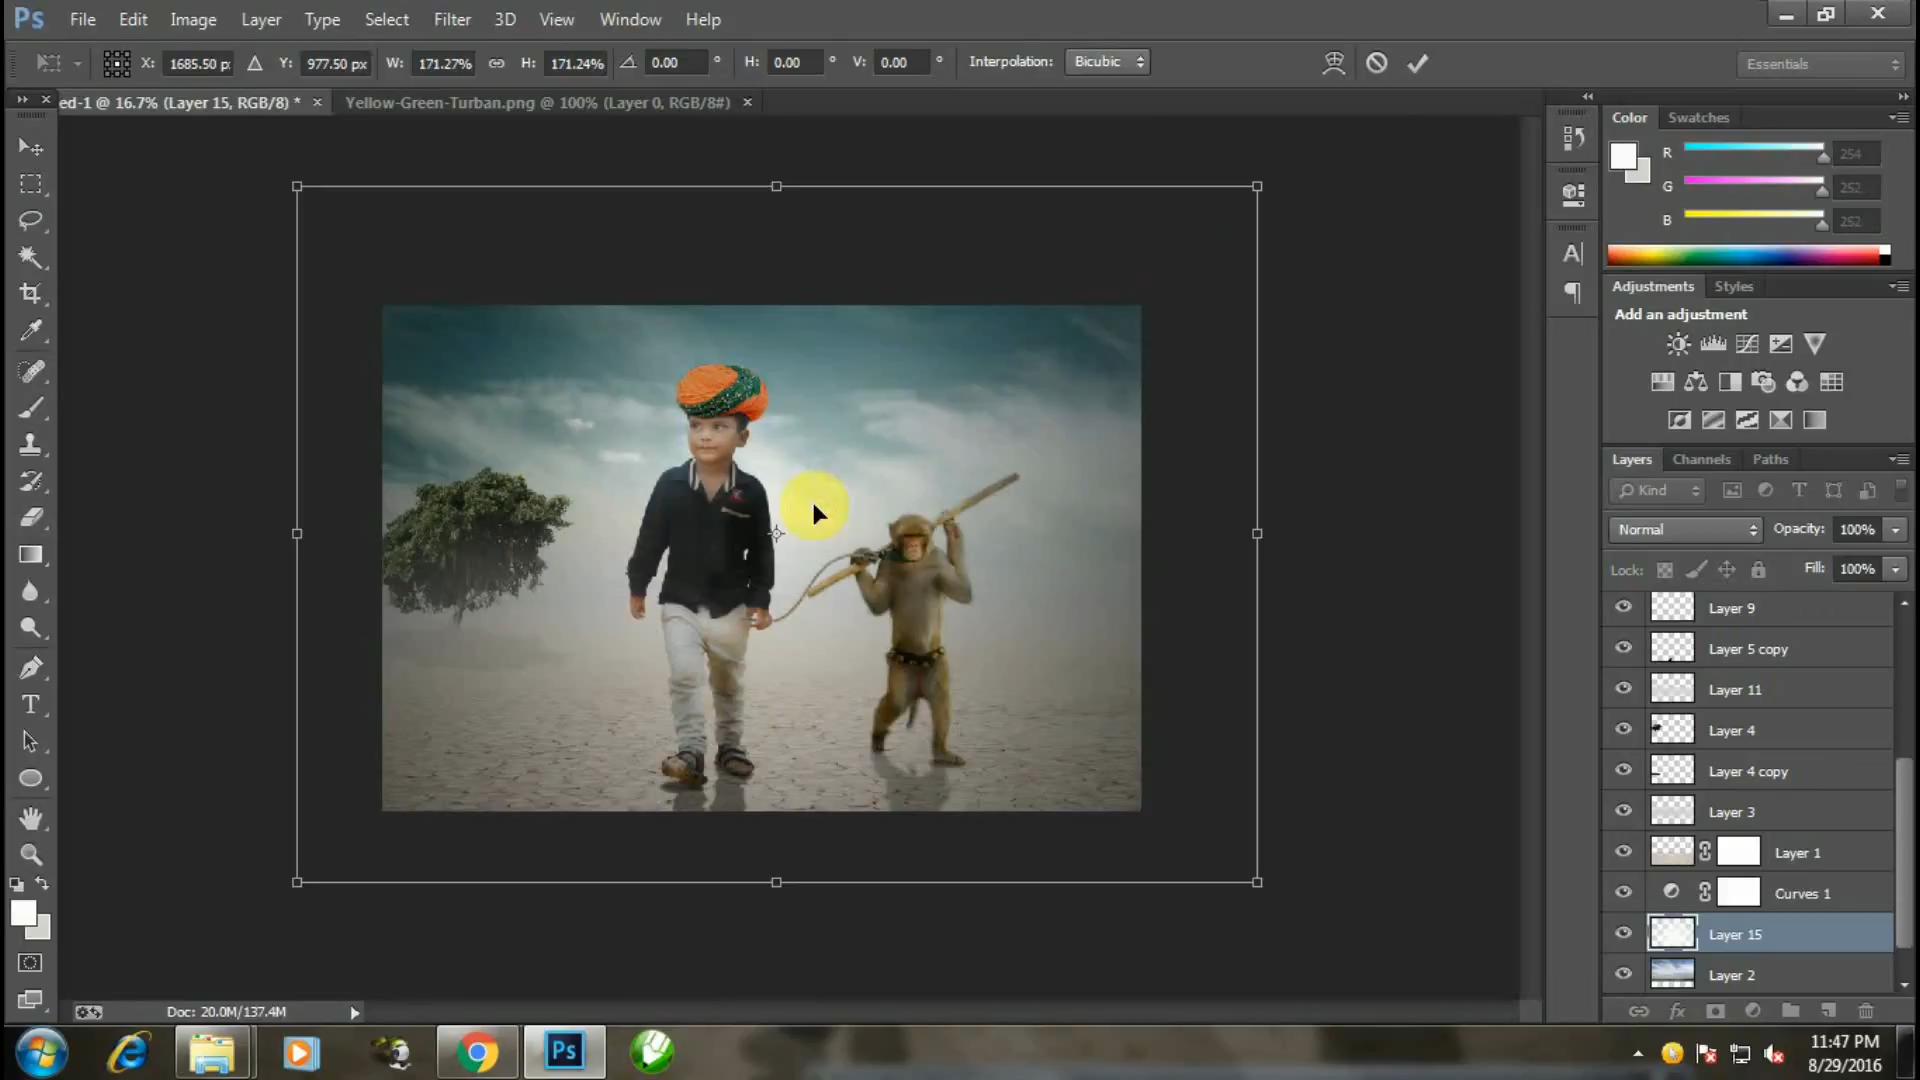 Ps File Edit Image Layer Type Select Filter 3D View Window Help
X: 1685.50 p Y: 977.50 px W: 171.27% H: 171.24% 0.00 ° H: 0.00 ° V: 0.00 ° Interpolation: Bicubic Essentials
ed-1 @ 16.7% (Layer 15, RGB/8) * × Yellow-Green-Turban.png @ 100% (Layer 0, RGB/8#) ×
Color Swatches
R 254
G 252
B 252
Adjustments Styles
Add an adjustment
Layers Channels Paths
Kind
Normal Opacity: 100%
Lock: Fill: 100%
Layer 9
Layer 5 copy
Layer 11
Layer 4
Layer 4 copy
Layer 3
Layer 1
Curves 1
Layer 15
Layer 2
fx
Doc: 20.0M/137.4M
Ps
11:47 PM
8/29/2016